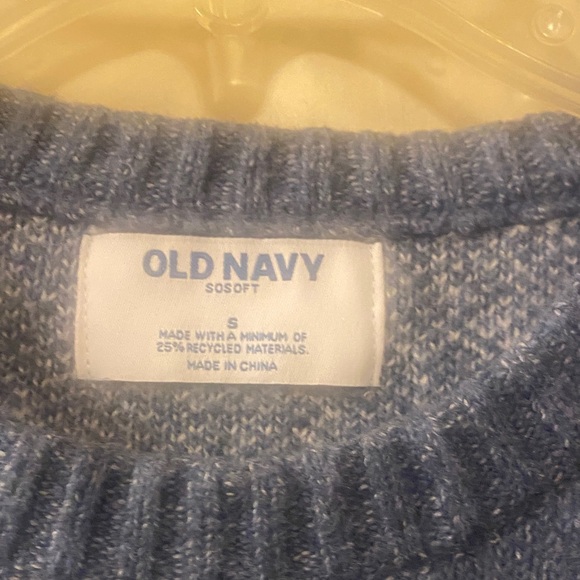 OLD NAVY
SOSOFT
S
MADE WITH A MINIMUM OF
25% RECYCLED MATERIALS.
MADE IN CHINA